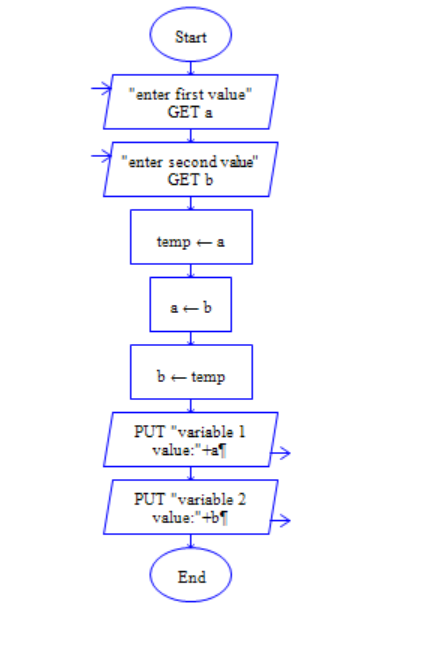 Start
"enter first value"
GET a
"enter second value"
GET b
temp ← a
a ← b
b ← temp
PUT "variable 1
value:"+a¶
PUT "variable 2
value:"+b¶
End